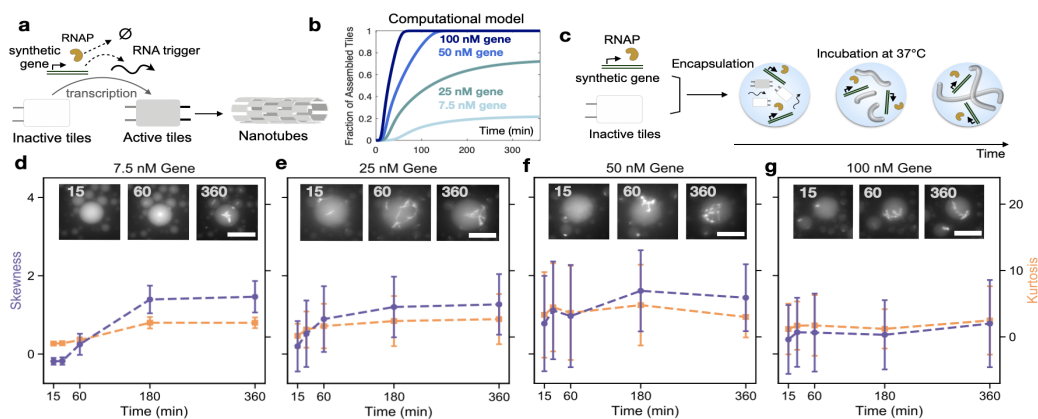 a
RNAP
synthetic
gene
Ø
RNA trigger
transcription
Inactive tiles
Active tiles
Nanotubes
b
Computational model
Fraction of Assembled Tiles
1
0.8
0.6
0.4
0.2
0
100 nM gene
50 nM gene
25 nM gene
7.5 nM gene
Time (min)
0
100
200
300
c
RNAP
synthetic gene
Inactive tiles
Encapsulation
Incubation at 37°C
Time
d
7.5 nM Gene
15
60
360
Skewness
4
2
0
15
60
180
360
Time (min)
e
25 nM Gene
15
60
360
15
60
180
360
Time (min)
f
50 nM Gene
15
60
360
15
60
180
360
Time (min)
g
100 nM Gene
15
60
360
20
10
0
Kurtosis
15
60
180
360
Time (min)